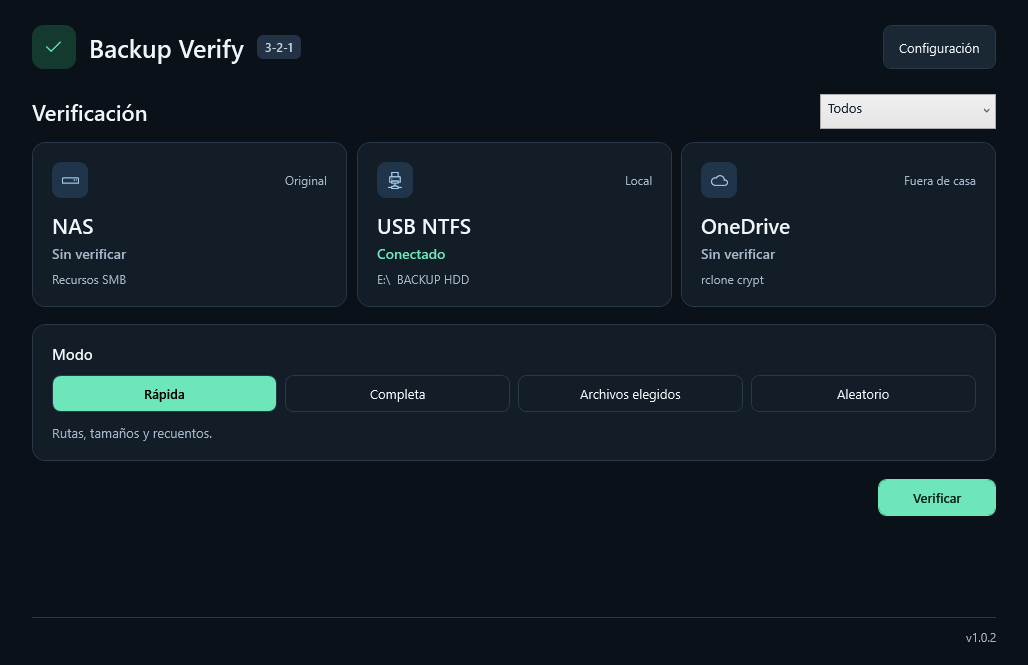 Backup Verify 3-2-1
Configuración
Verificación
Todos
Original
NAS
Sin verificar
Recursos SMB
Local
USB NTFS
Conectado
E:\ BACKUP HDD
Fuera de casa
OneDrive
Sin verificar
rclone crypt
Modo
Rápida
Completa
Archivos elegidos
Aleatorio
Rutas, tamaños y recuentos.
Verificar
v1.0.2